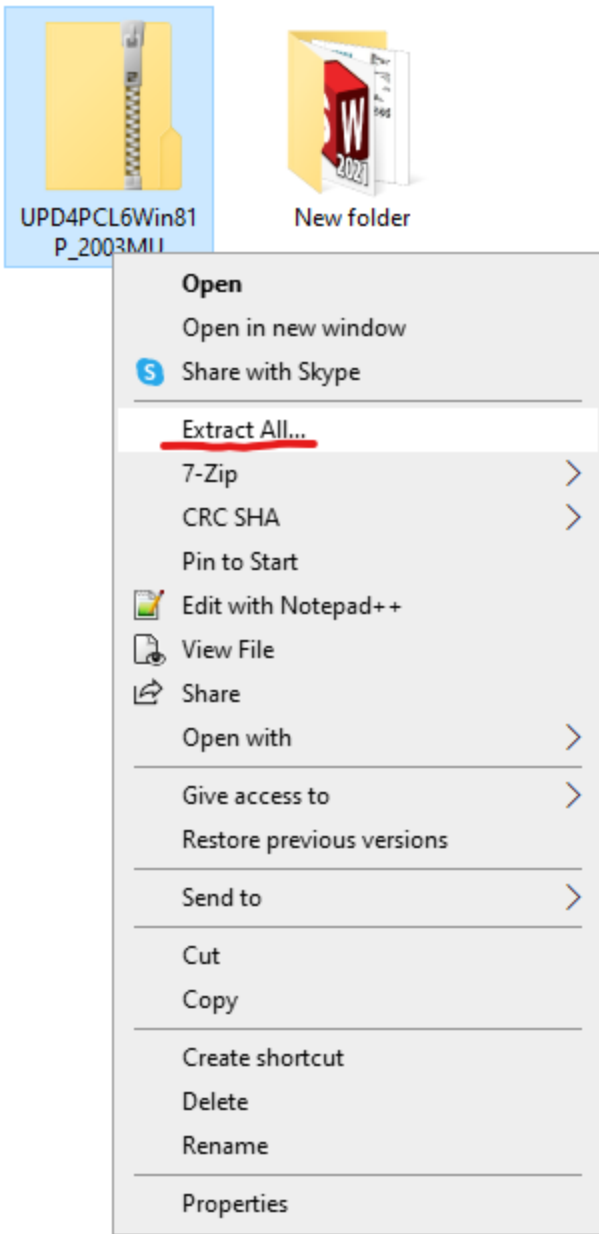 UPD4PCL6Win81
P_2003MU
New folder
SW
2021
Open
Open in new window
S Share with Skype
Extract All...
7-Zip
CRC SHA
Pin to Start
Edit with Notepad++
View File
Share
Open with
Give access to
Restore previous versions
Send to
Cut
Copy
Create shortcut
Delete
Rename
Properties